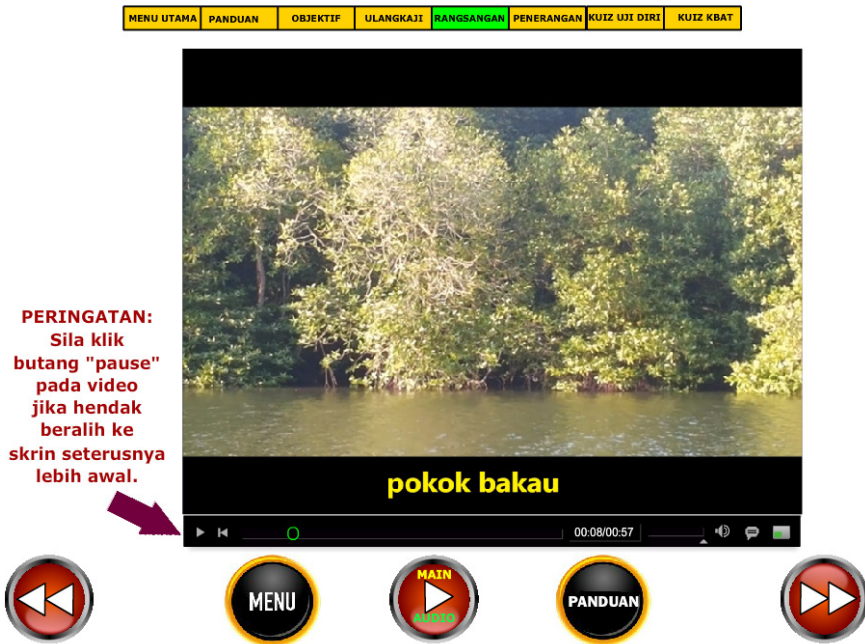 MENU UTAMA PANDUAN OBJEKTIF ULANGKAJI RANGSANGAN PENERANGAN KUIZ UJI DIRI KUIZ KBAT
PERINGATAN:
Sila klik
butang "pause"
pada video
jika hendak
beralih ke
skrin seterusnya
lebih awal.
pokok bakau
00:08/00:57
MENU
MAIN
AUDIO
PANDUAN